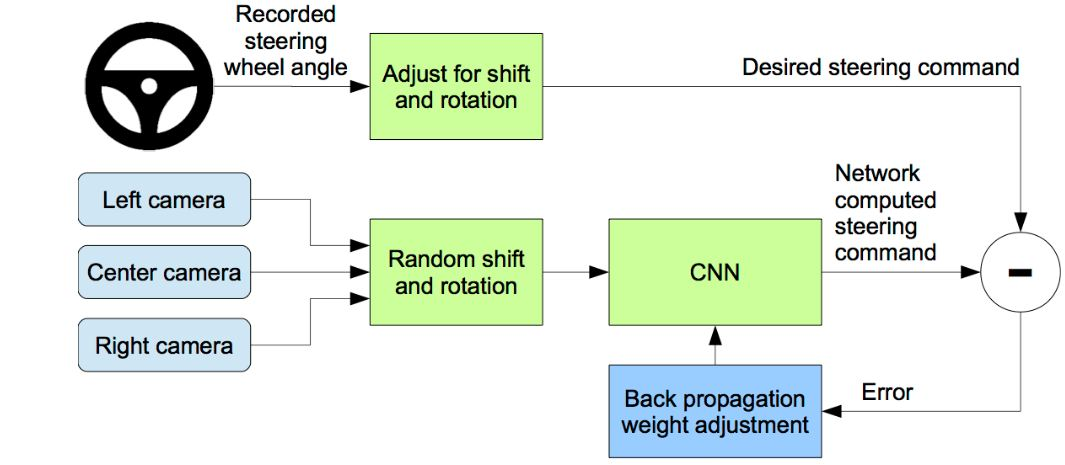 Recorded
steering
wheel angle
Adjust for shift
and rotation
Desired steering command
Left camera
Center camera
Right camera
Random shift
and rotation
CNN
Network
computed
steering
command
-
Back propagation
weight adjustment
Error